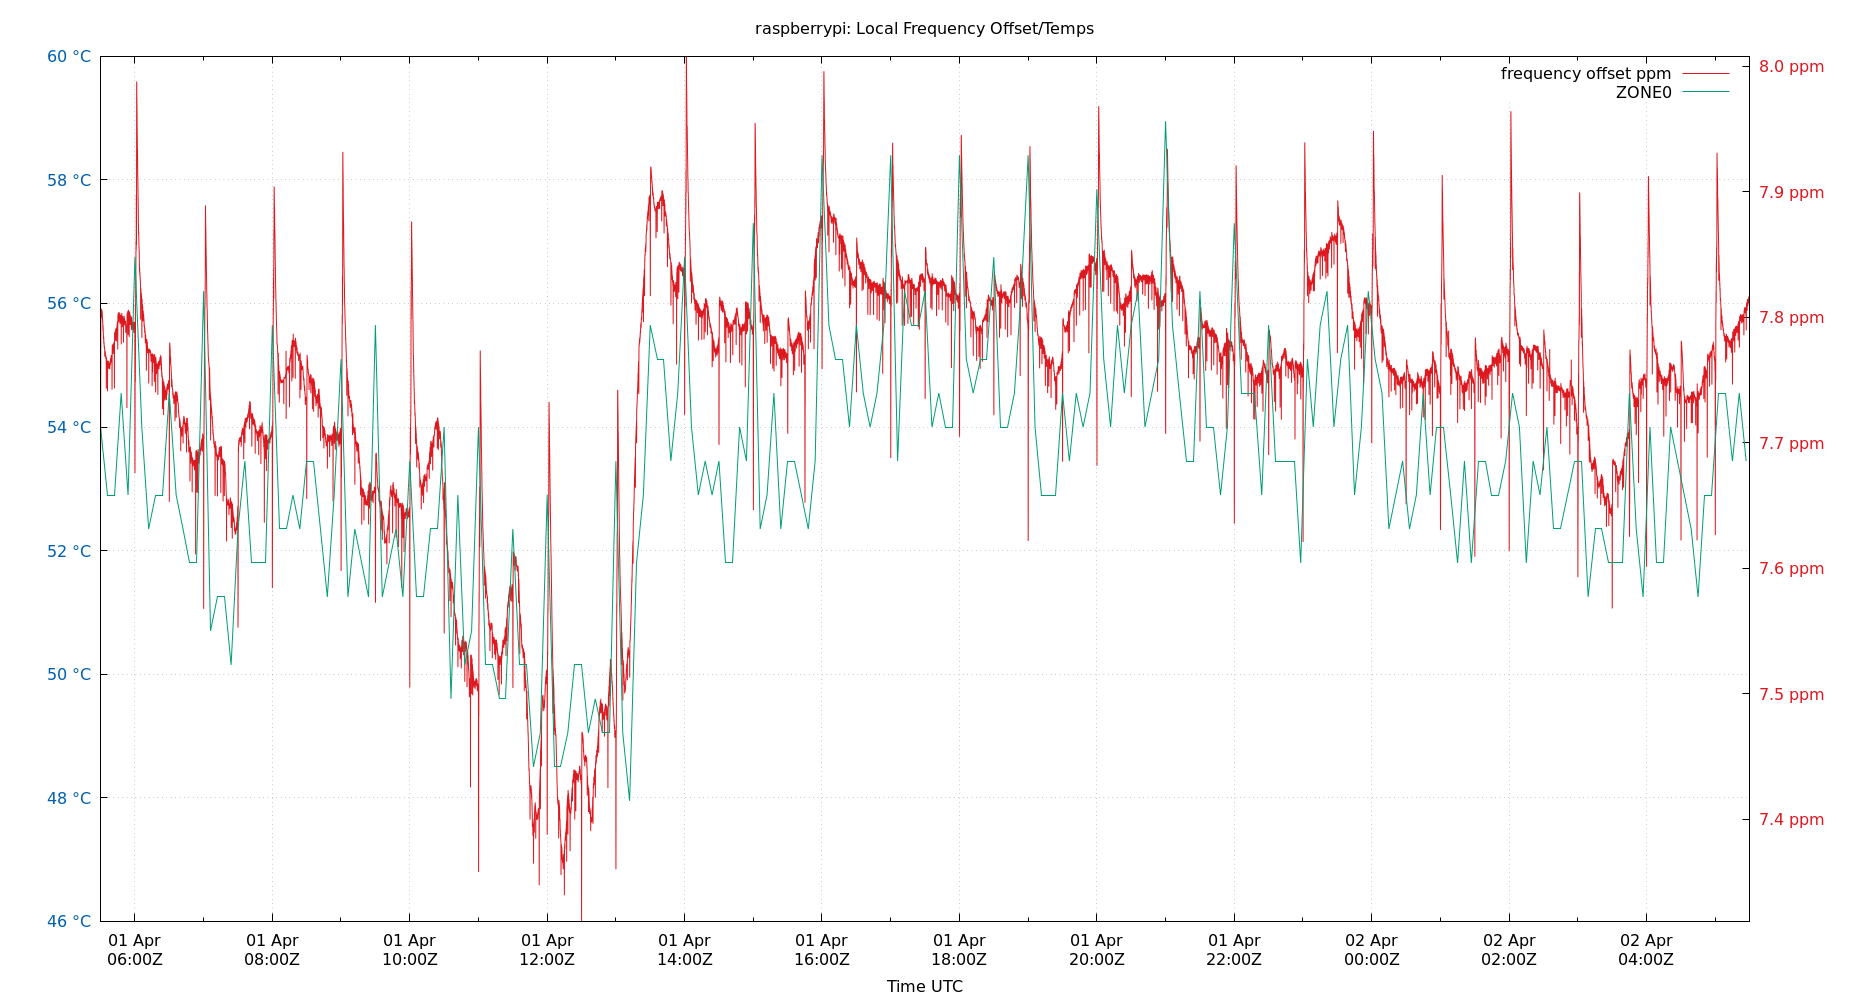 raspberrypi: Local Frequency Offset/Temps
frequency offset ppm
ZONE0
60 °C
58 °C
56 °C
54 °C
52 °C
50 °C
48 °C
46 °C
8.0 ppm
7.9 ppm
7.8 ppm
7.7 ppm
7.6 ppm
7.5 ppm
7.4 ppm
01 Apr
06:00Z
01 Apr
08:00Z
01 Apr
10:00Z
01 Apr
12:00Z
01 Apr
14:00Z
01 Apr
16:00Z
01 Apr
18:00Z
01 Apr
20:00Z
01 Apr
22:00Z
02 Apr
00:00Z
02 Apr
02:00Z
02 Apr
04:00Z
Time UTC